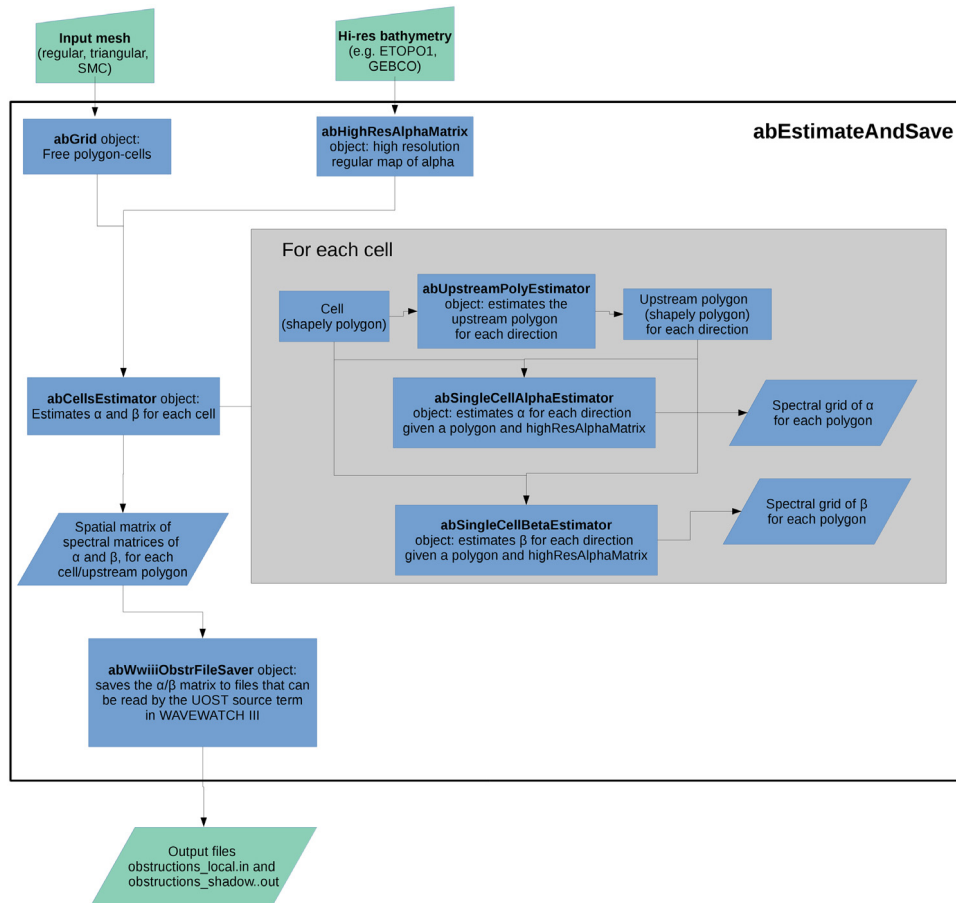 Input mesh
(regular, triangular,
SMC)
Hi-res bathymetry
(e.g. ETOPO1,
GEBCO)
abEstimateAndSave
abGrid object:
Free polygon-cells
abHighResAlphaMatrix
object: high resolution
regular map of alpha
For each cell
Cell
(shapely polygon)
abUpstreamPolyEstimator
object: estimates the
upstream polygon
for each direction
Upstream polygon
(shapely polygon)
for each direction
abCellsEstimator object:
Estimates α and β for each cell
abSingleCellAlphaEstimator
object: estimates α for each direction
given a polygon and highResAlphaMatrix
Spectral grid of α
for each polygon
abSingleCellBetaEstimator
object: estimates β for each direction
given a polygon and highResAlphaMatrix
Spectral grid of β
for each polygon
Spatial matrix of
spectral matrices of
α and β, for each
cell/upstream polygon
abWwiiiObstrFileSaver object:
saves the α/β matrix to files that can
be read by the UOST source term
in WAVEWATCH III
Output files
obstructions_local.in and
obstructions_shadow..out